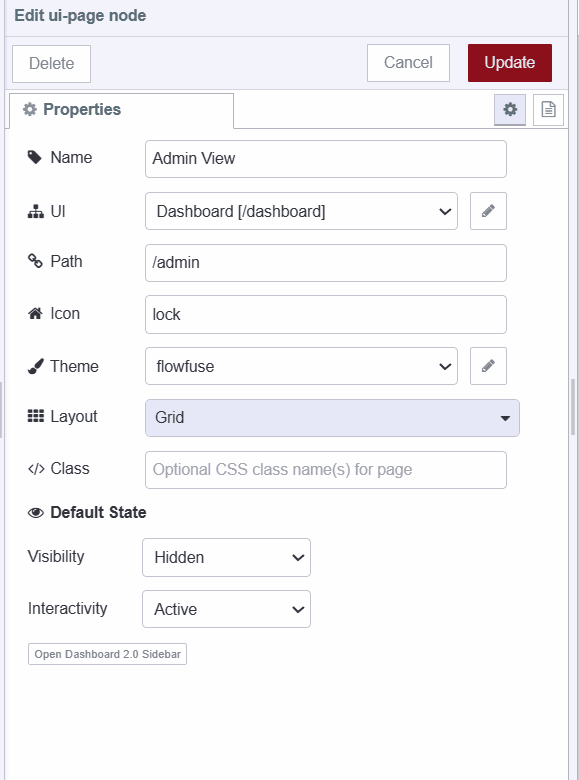 Edit ui-page node
Delete
Cancel
Update
Properties
Name
Admin View
UI
Dashboard [/dashboard]
Path
/admin
Icon
lock
Theme
flowfuse
Layout
Grid
Class
Optional CSS class name(s) for page
Default State
Visibility
Hidden
Interactivity
Active
Open Dashboard 2.0 Sidebar